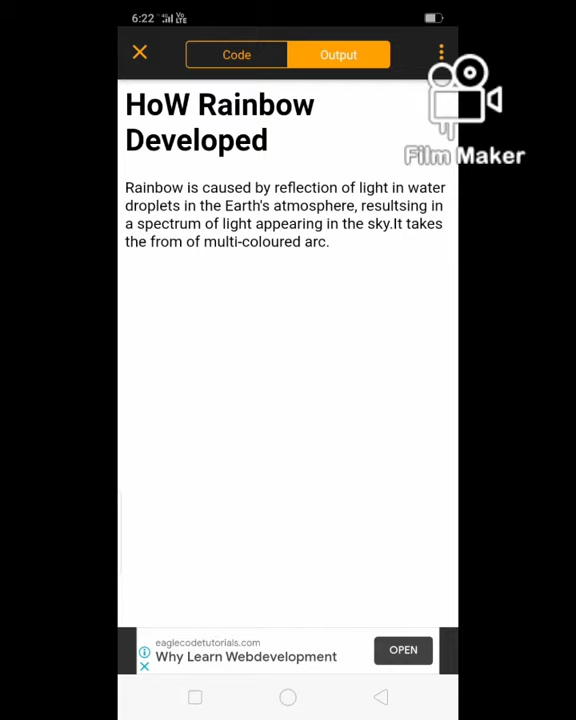 6:22 Vo LTE
Code Output
Film Maker
HoW Rainbow
Developed
Rainbow is caused by reflection of light in water
droplets in the Earth's atmosphere, resultsing in
a spectrum of light appearing in the sky.It takes
the from of multi-coloured arc.
eaglecodetutorials.com
Why Learn Webdevelopment
OPEN